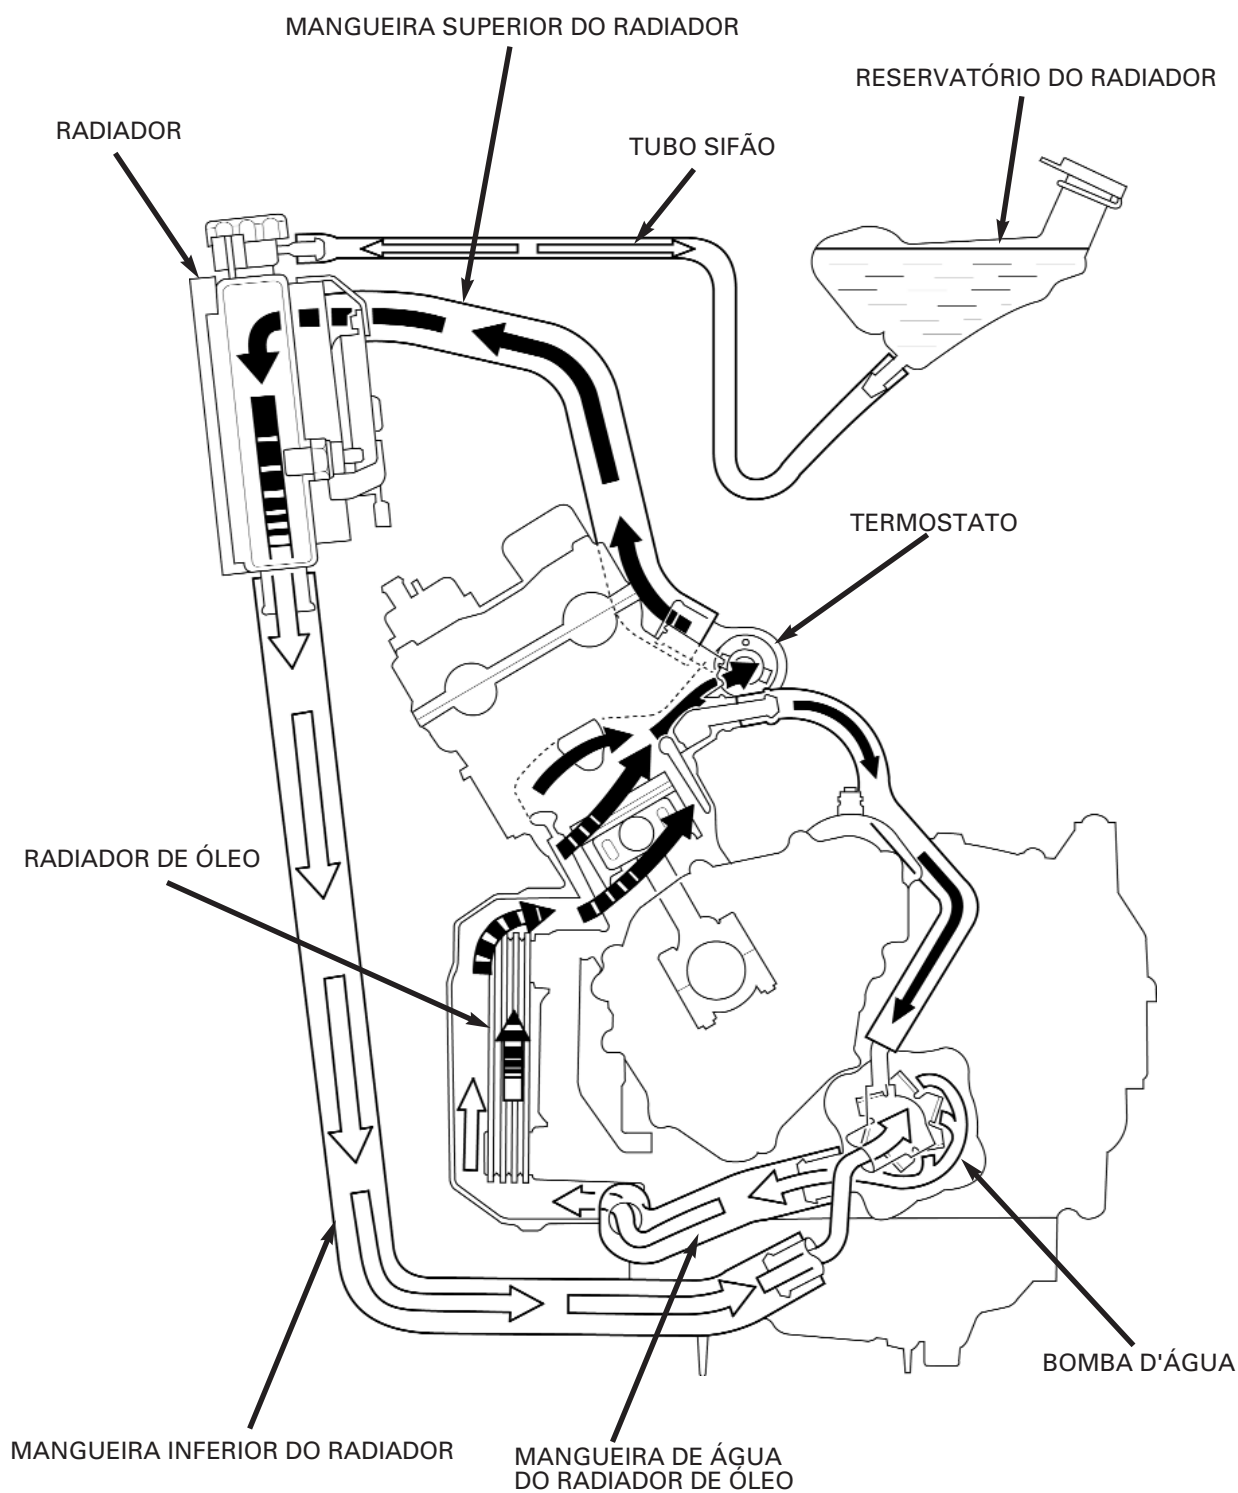 MANGUEIRA SUPERIOR DO RADIADOR
RESERVATÓRIO DO RADIADOR
RADIADOR
TUBO SIFÃO
TERMOSTATO
RADIADOR DE ÓLEO
BOMBA D'ÁGUA
MANGUEIRA INFERIOR DO RADIADOR
MANGUEIRA DE ÁGUA
DO RADIADOR DE ÓLEO